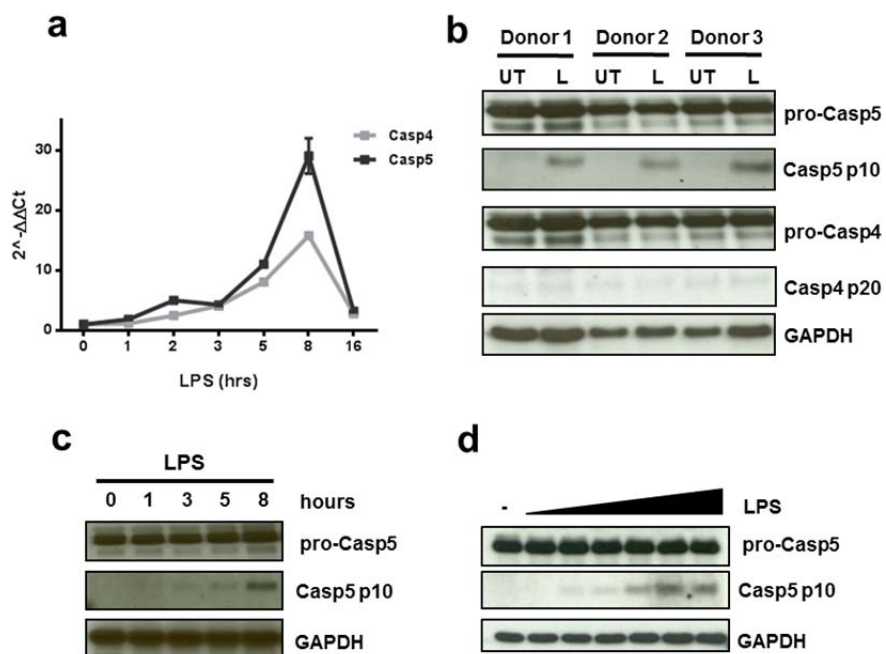 a
30
20
10
0
2^-ΔΔCt
Casp4
Casp5
0 1 2 3 5 8 16
LPS (hrs)
b
Donor 1 Donor 2 Donor 3
UT L UT L UT L
pro-Casp5
Casp5 p10
pro-Casp4
Casp4 p20
GAPDH
c
LPS
0 1 3 5 8 hours
pro-Casp5
Casp5 p10
GAPDH
d
- LPS
pro-Casp5
Casp5 p10
GAPDH